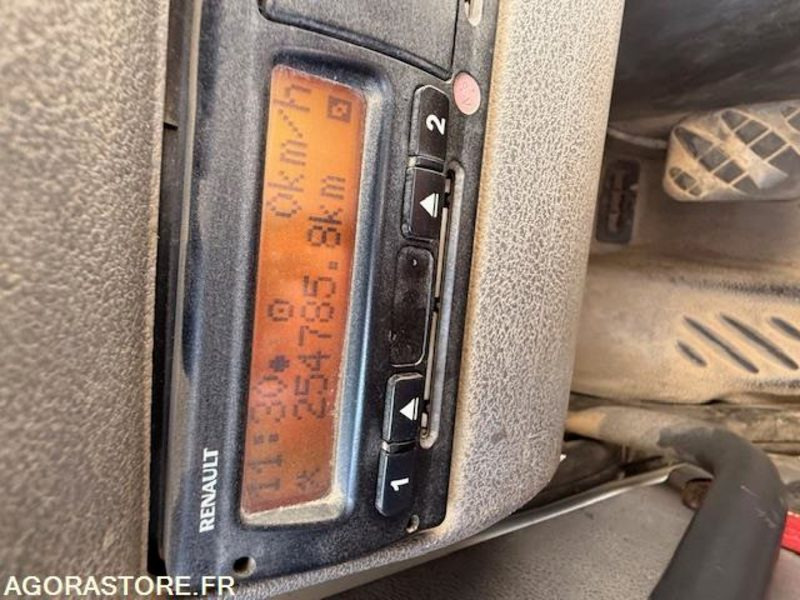 RENAULT
11:30 0km/h
254785.8km
1
2
AGORASTORE.FR